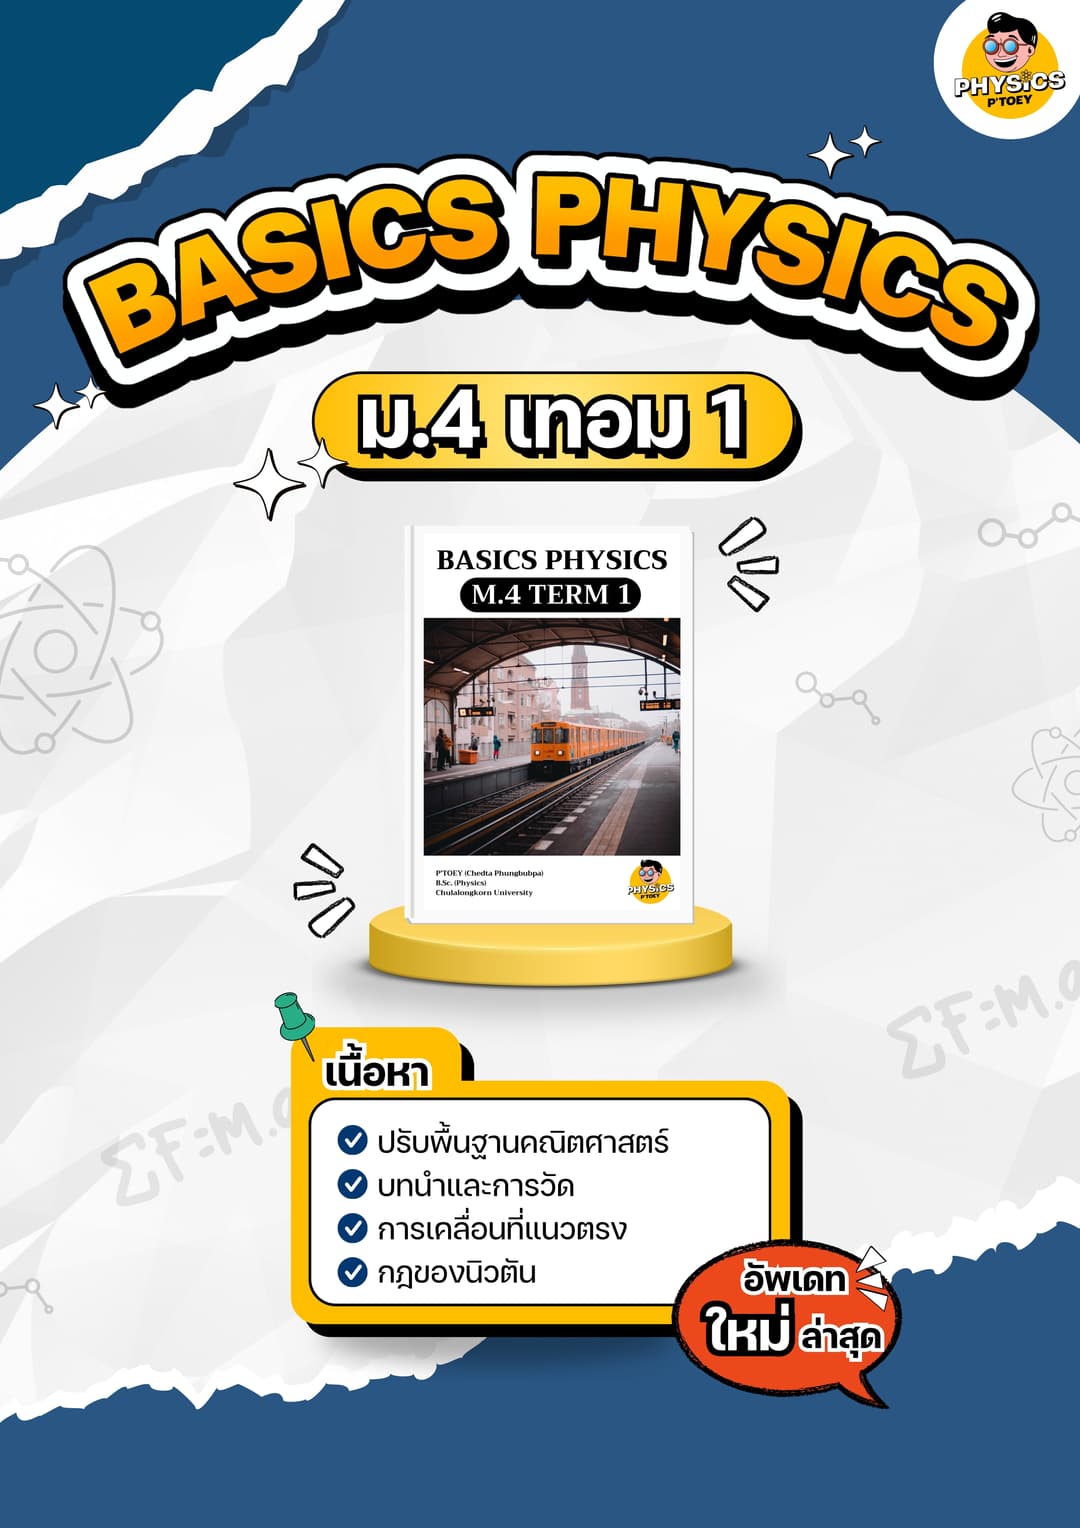 PHYSICS
P'TOEY
BASICS PHYSICS
ม.4 เทอม 1
BASICS PHYSICS
M.4 TERM 1
P'TOEY (Chedta Phungbubpa)
B.Sc. (Physics)
Chulalongkorn University
PHYSICS
P'TOEY
ΣF=M.a
เนื้อหา
ΣF=M.a
ปรับพื้นฐานคณิตศาสตร์
บทนำและการวัด
การเคลื่อนที่แนวตรง
กฎของนิวตัน
อัพเดท
ใหม่ ล่าสุด